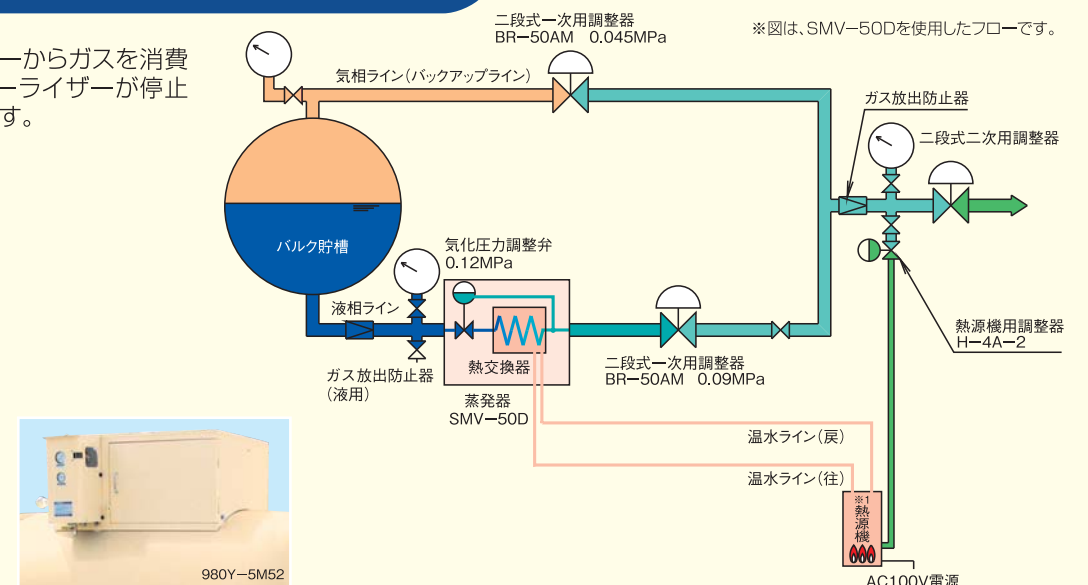 二段式一次用調整器
BR−50AM 0.045MPa
※図は、SMV−50Dを使用したフローです。
ーからガスを消費
ーライザーが停止
す。
気相ライン(バックアップライン)
ガス放出防止器
二段式二次用調整器
バルク貯槽
気化圧力調整弁
0.12MPa
液相ライン
熱源機用調整器
H−4A−2
ガス放出防止器
(液用)
熱交換器
二段式一次用調整器
BR−50AM 0.09MPa
蒸発器
SMV−50D
温水ライン(戻)
温水ライン(往)
※1
熱源機
980Y−5M52
AC100V電源